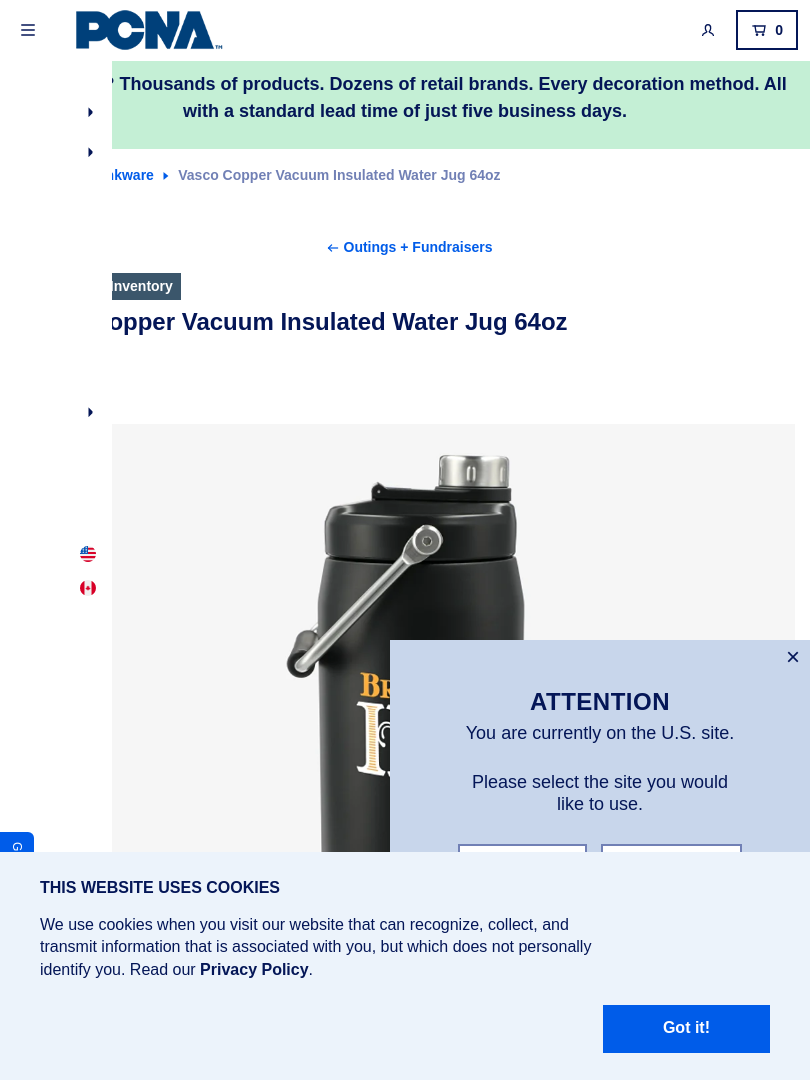 PCNA™
0
? Thousands of products. Dozens of retail brands. Every decoration method. All
with a standard lead time of just five business days.
Vasco Copper Vacuum Insulated Water Jug 64oz
← Outings + Fundraisers
Inventory
Vacuum Insulated Water Jug 64oz
ATTENTION
You are currently on the U.S. site.
Please select the site you would
like to use.
G
THIS WEBSITE USES COOKIES
We use cookies when you visit our website that can recognize, collect, and
transmit information that is associated with you, but which does not personally
identify you. Read our Privacy Policy.
Got it!